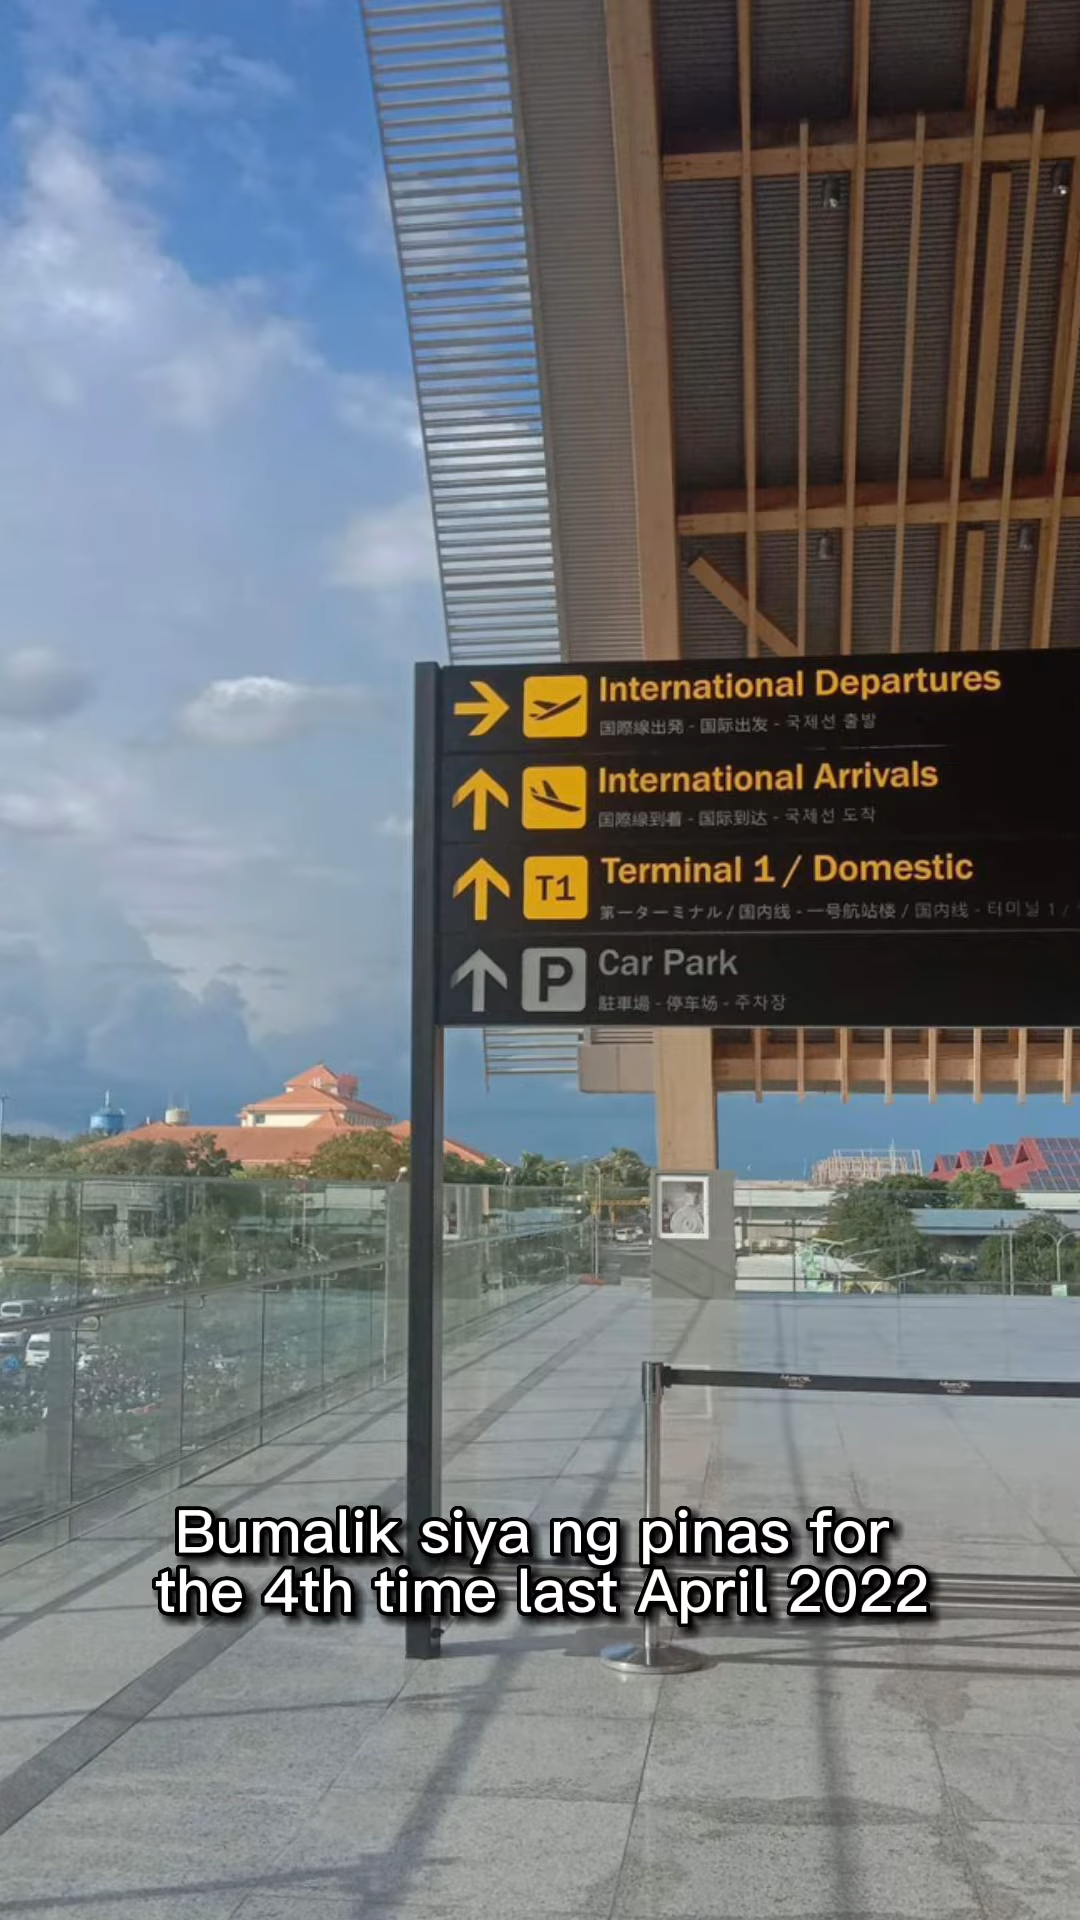 International Departures
国際線出発 - 国际出发 - 국제선 출발
International Arrivals
国際線到着 - 国际到达 - 국제선 도착
T1 Terminal 1 / Domestic
第一ターミナル / 国内线 - 一号航站楼 / 国内线 - 터미널 1 /
P Car Park
駐車場 - 停车场 - 주차장
Bumalik siya ng pinas for
the 4th time last April 2022